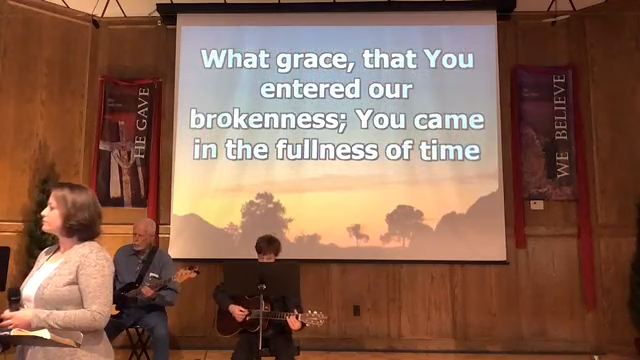 What grace, that You
entered our
brokenness; You came
in the fullness of time
HE GAVE
WE BELIEVE